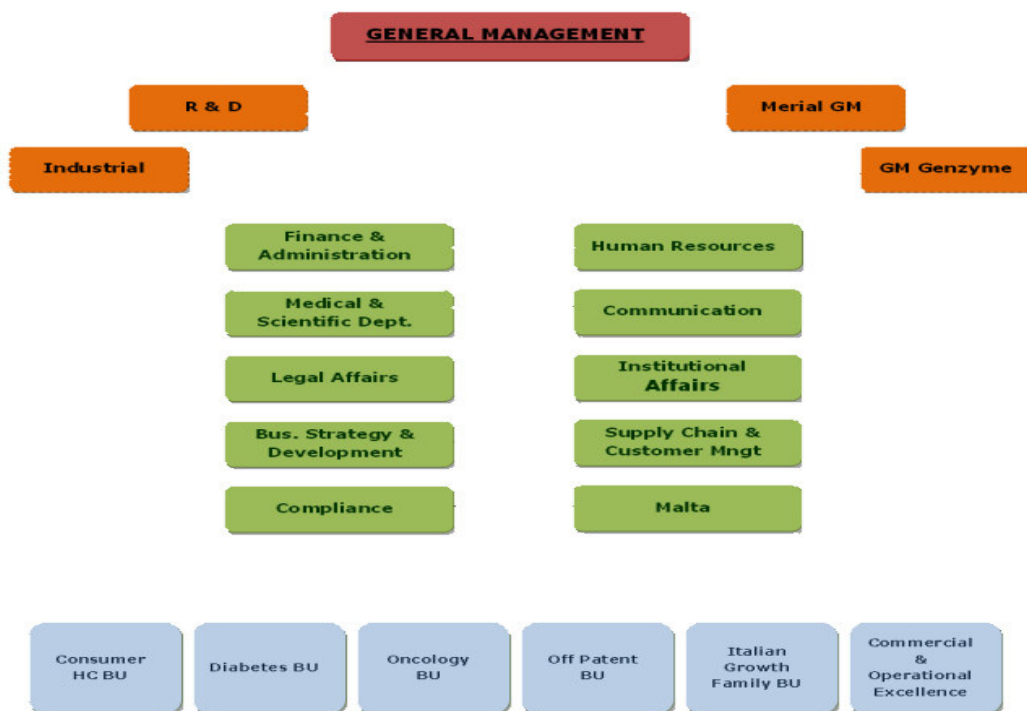 GENERAL MANAGEMENT
R & D
Merial GM
Industrial
GM Genzyme
Finance &
Administration
Human Resources
Medical &
Scientific Dept.
Communication
Legal Affairs
Institutional
Affairs
Bus. Strategy &
Development
Supply Chain &
Customer Mngt
Compliance
Malta
Consumer
HC BU
Diabetes BU
Oncology
BU
Off Patent
BU
Italian
Growth
Family BU
Commercial
&
Operational
Excellence